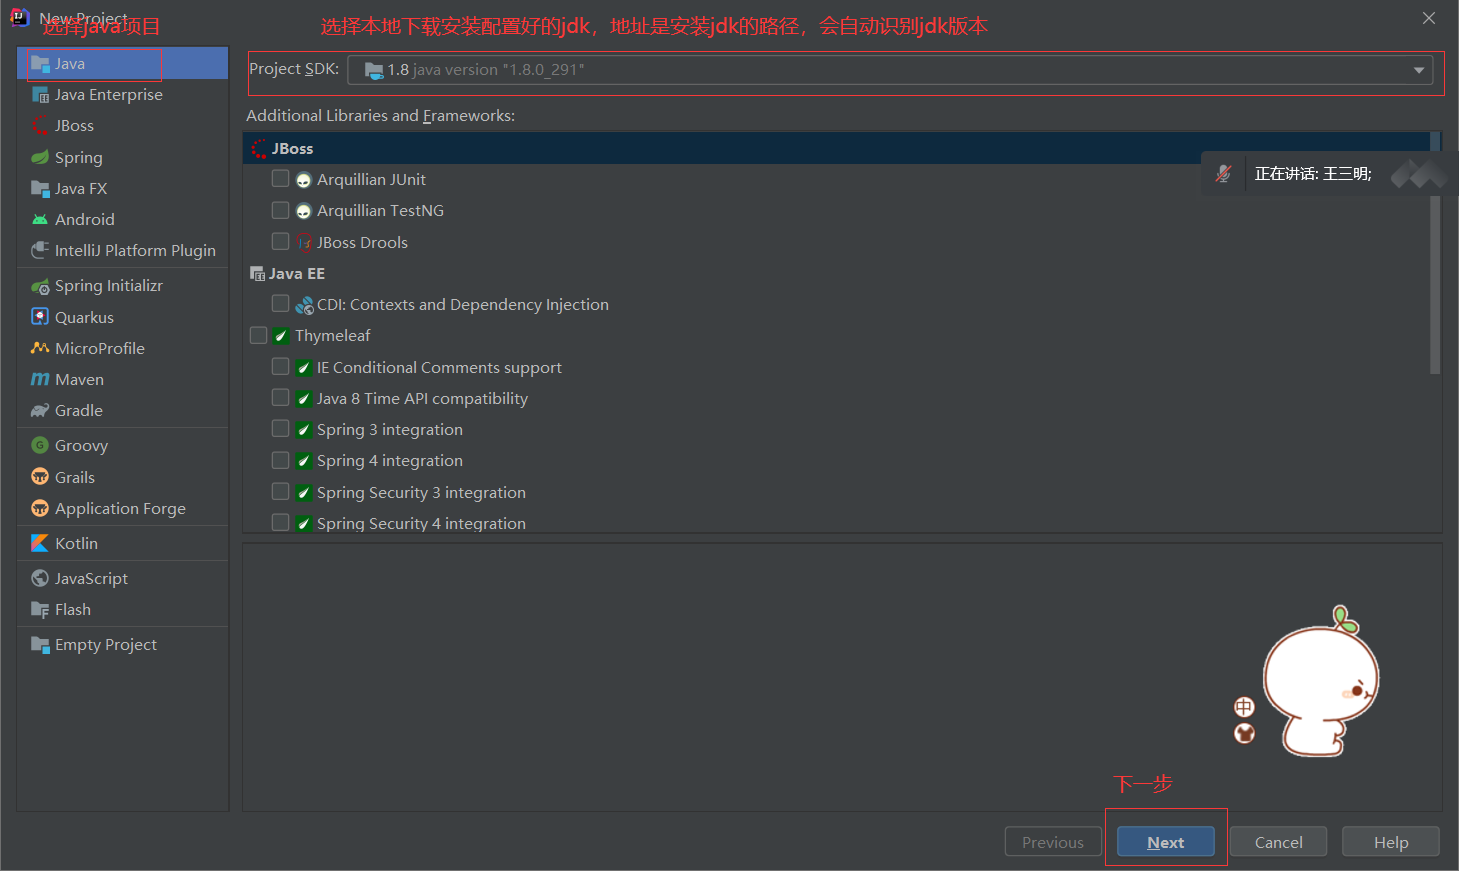 New Project
选择java项目
选择本地下载安装配置好的jdk，地址是安装jdk的路径，会自动识别jdk版本
Java
Java Enterprise
JBoss
Spring
Java FX
Android
IntelliJ Platform Plugin
Spring Initializr
Quarkus
MicroProfile
Maven
Gradle
Groovy
Grails
Application Forge
Kotlin
JavaScript
Flash
Empty Project
Project SDK: 1.8 java version "1.8.0_291"
Additional Libraries and Frameworks:
JBoss
Arquillian JUnit
Arquillian TestNG
JBoss Drools
Java EE
CDI: Contexts and Dependency Injection
Thymeleaf
IE Conditional Comments support
Java 8 Time API compatibility
Spring 3 integration
Spring 4 integration
Spring Security 3 integration
Spring Security 4 integration
正在讲话: 王三明;
中
下一步
Previous
Next
Cancel
Help